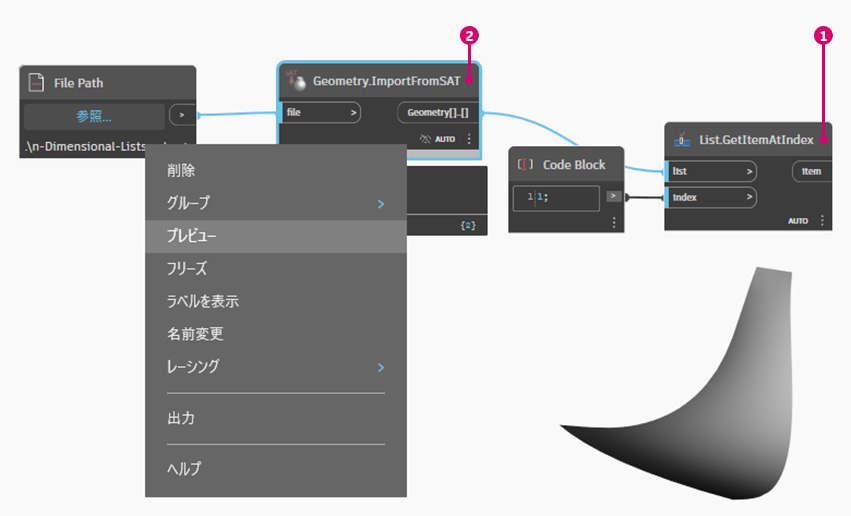 2
1
File Path
参照...
>
.\n-Dimensional-Lists
Geometry.ImportFromSAT
file
>
Geometry[]..[]
AUTO
{2}
Code Block
1
1;
>
List.GetItemAtIndex
list
>
item
index
>
AUTO
削除
グループ
>
プレビュー
フリーズ
ラベルを表示
名前変更
レーシング
>
出力
ヘルプ